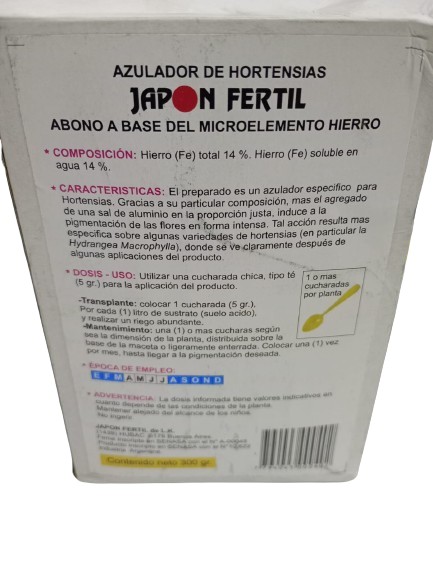 AZULADOR DE HORTENSIAS
JAPON FERTIL
ABONO A BASE DEL MICROELEMENTO HIERRO
* COMPOSICIÓN: Hierro (Fe) total 14 %. Hierro (Fe) soluble en
agua 14 %.
* CARACTERISTICAS: El preparado es un azulador especifico para
Hortensias. Gracias a su particular composición, mas el agregado
de una sal de aluminio en la proporción justa, induce a la
pigmentación de las flores en forma intensa. Tal acción resulta mas
especifica sobre algunas variedades de hortensias (en particular la
Hydrangea Macrophylla), donde se ve claramente después de
algunas aplicaciones del producto.
* DOSIS - USO: Utilizar una cucharada chica, tipo té
(5 gr.) para la aplicación del producto.
1 o mas
cucharadas
por planta
-Transplante: colocar 1 cucharada (5 gr.).
Por cada (1) litro de sustrato (suelo acido).
y realizar un riego abundante.
-Mantenimiento: una (1) o mas cucharas según
sea la dimensión de la planta, distribuida sobre la
base de la maceta o ligeramente enterrada. Colocar una (1) vez
por mes, hasta llegar a la pigmentación deseada.
* EPOCA DE EMPLEO:
E F M A M J J A S O N D
* ADVERTENCIA: La dosis informada tiene valores indicativos en
cuanto depende de las condiciones de la planta.
Mantener alejado del alcance de los niños.
No ingerir.
JAPON FERTIL de
Buenos Aires
Industria Argentina
Contenido neto 300 gr.